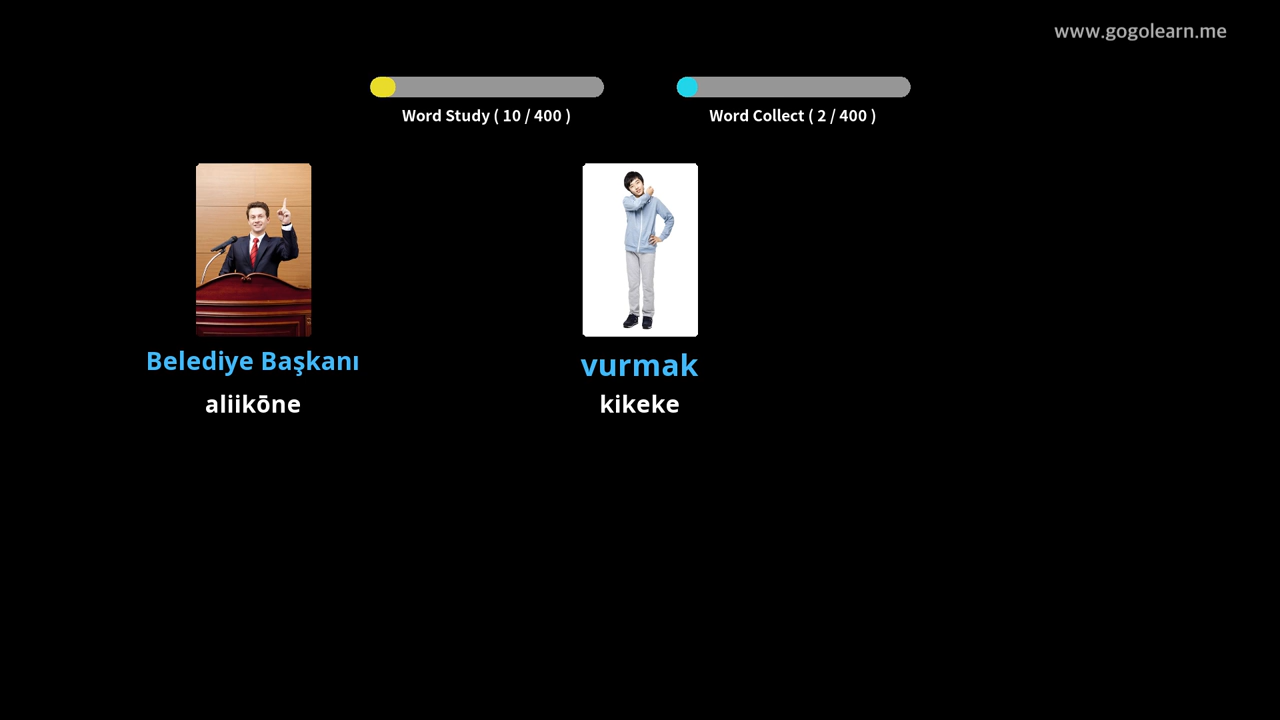 www.gogolearn.me
Word Study ( 10 / 400 )
Word Collect ( 2 / 400 )
Belediye Başkanı
aliikōne
vurmak
kikeke